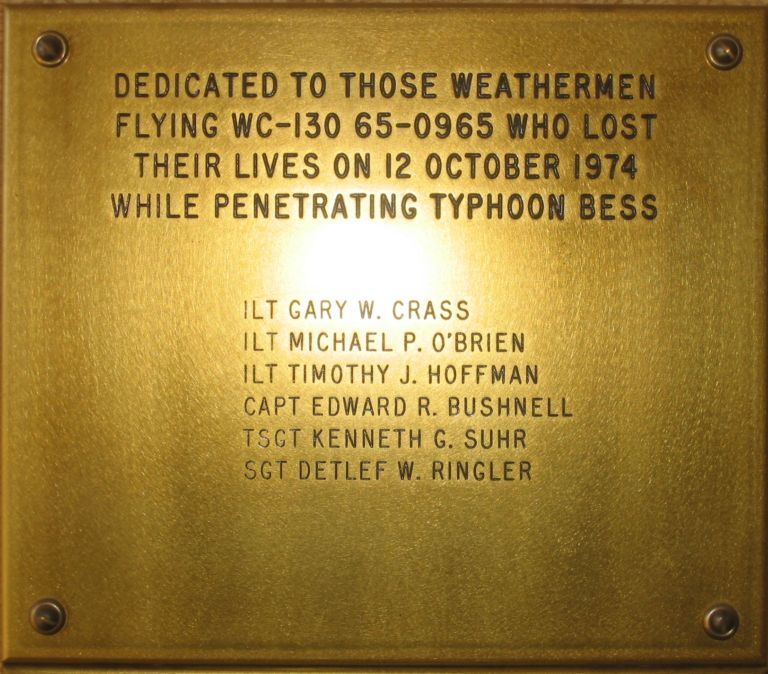 DEDICATED TO THOSE WEATHERMEN
FLYING WC-130 65-0965 WHO LOST
THEIR LIVES ON 12 OCTOBER 1974
WHILE PENETRATING TYPHOON BESS
1LT GARY W. CRASS
1LT MICHAEL P. O'BRIEN
1LT TIMOTHY J. HOFFMAN
CAPT EDWARD R. BUSHNELL
TSGT KENNETH G. SUHR
SGT DETLEF W. RINGLER